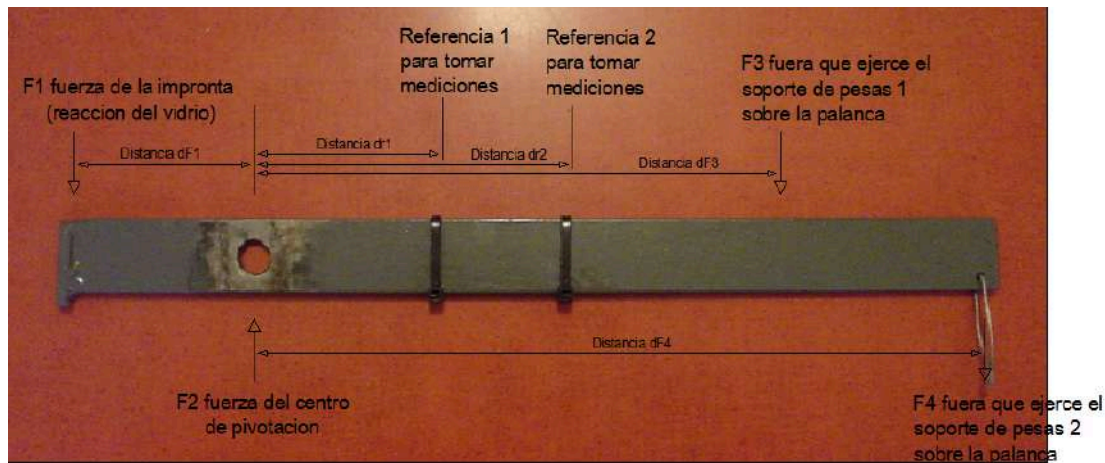 Referencia 1
para tomar
mediciones
Referencia 2
para tomar
mediciones
F1 fuerza de la impronta
(reaccion del vidrio)
F3 fuera que ejerce el
soporte de pesas 1
sobre la palanca
Distancia dF1
Distancia dr1
Distancia dr2
Distancia dF3
Distancia dF4
F2 fuerza del centro
de pivotacion
F4 fuera que ejerce el
soporte de pesas 2
sobre la palanca